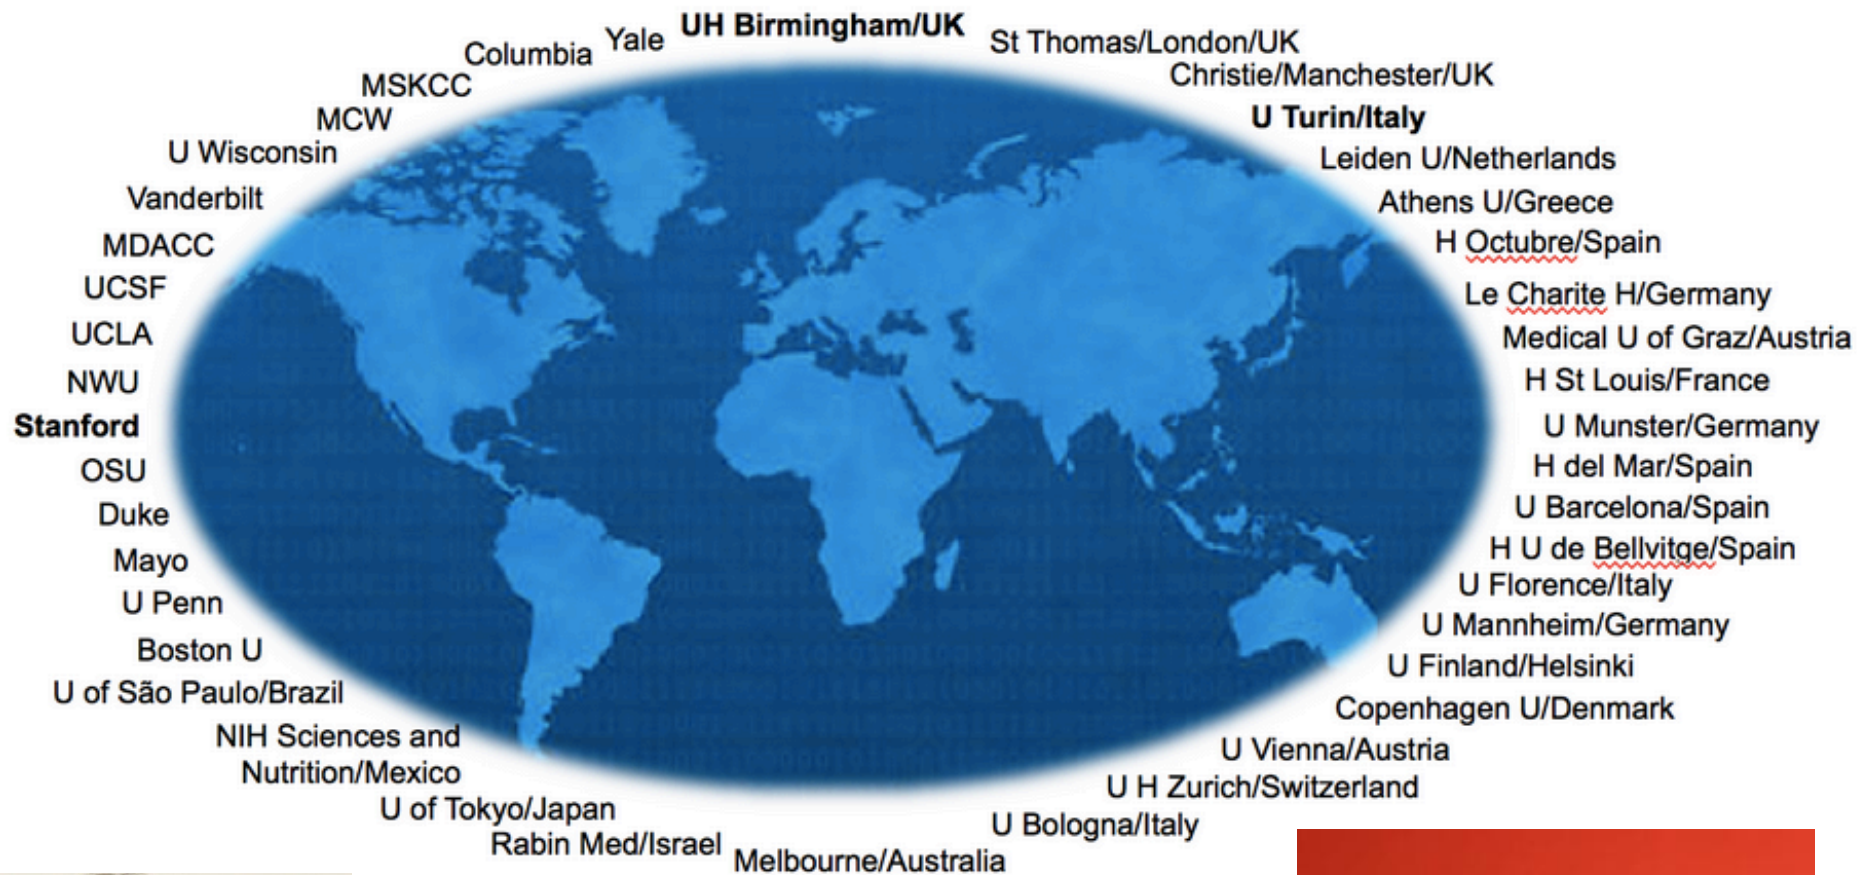 UH Birmingham/UK
St Thomas/London/UK
Christie/Manchester/UK
U Turin/Italy
Leiden U/Netherlands
Athens U/Greece
H Octubre/Spain
Le Charite H/Germany
Medical U of Graz/Austria
H St Louis/France
U Munster/Germany
H del Mar/Spain
U Barcelona/Spain
H U de Bellvitge/Spain
U Florence/Italy
U Mannheim/Germany
U Finland/Helsinki
Copenhagen U/Denmark
U Vienna/Austria
U H Zurich/Switzerland
U Bologna/Italy
Melbourne/Australia
Rabin Med/Israel
U of Tokyo/Japan
NIH Sciences and
Nutrition/Mexico
U of São Paulo/Brazil
Boston U
U Penn
Mayo
Duke
OSU
Stanford
NWU
UCLA
UCSF
MDACC
Vanderbilt
U Wisconsin
MCW
MSKCC
Columbia
Yale